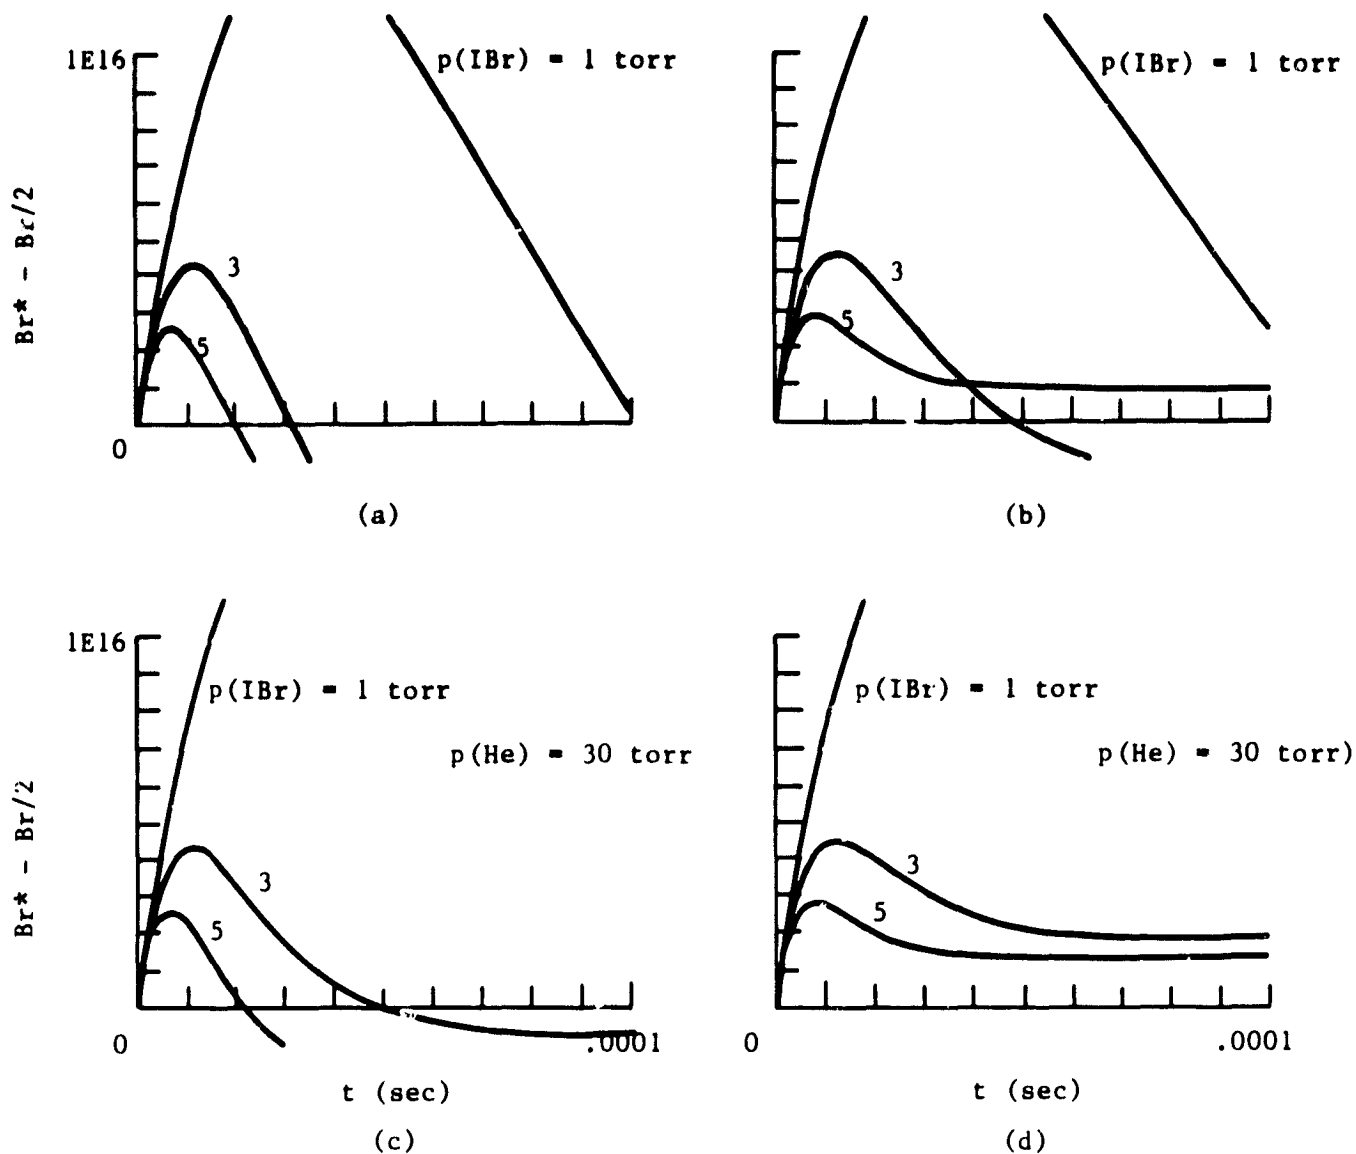 1E16
p(IBr) = 1 torr
Br* - Br/2
3
5
0
(a)
p(IBr) = 1 torr
3
5
(b)
1E16
p(IBr) = 1 torr
p(He) = 30 torr
Br* - Br/2
3
5
0
.0001
t (sec)
(c)
p(IBr) = 1 torr
p(He) = 30 torr)
3
5
0
.0001
t (sec)
(d)